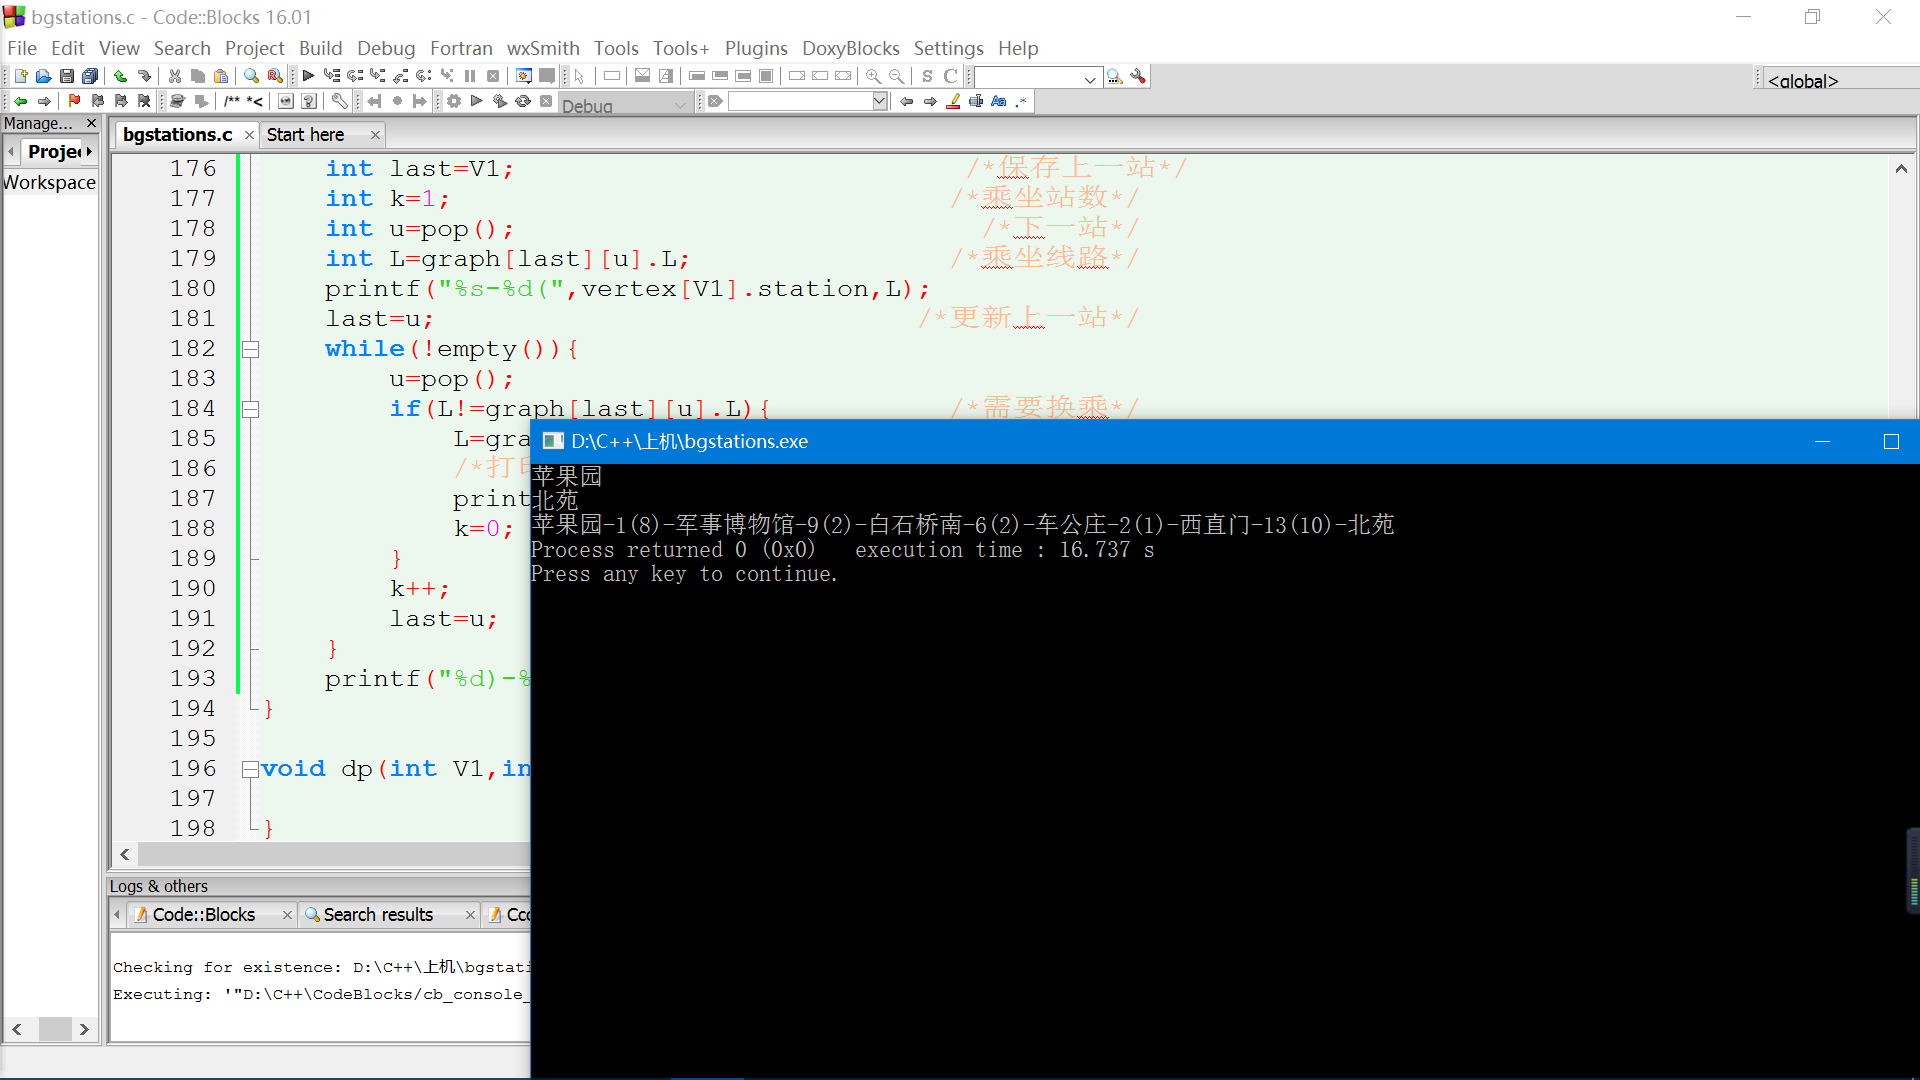 bgstations.c - Code::Blocks 16.01
File Edit View Search Project Build Debug Fortran wxSmith Tools Tools+ Plugins DoxyBlocks Settings Help
<global>
/** *<
Debug
Manage...
bgstations.c
Start here
Projec
Workspace
176 int last=V1; /*保存上一站*/
177 int k=1; /*乘坐站数*/
178 int u=pop(); /*下一站*/
179 int L=graph[last][u].L; /*乘坐线路*/
180 printf("%s-%d(",vertex[V1].station,L);
181 last=u; /*更新上一站*/
182 while(!empty()){
183 u=pop();
184 if(L!=graph[last][u].L){ /*需要换乘*/
185 L=gra
186 /*打印
187 print
188 k=0;
189 }
190 k++;
191 last=u;
192 }
193 printf("%d)-%
194 }
195
196 void dp(int V1,in
197
198 }
D:\C++\上机\bgstations.exe
苹果园
北苑
苹果园-1(8)-军事博物馆-9(2)-白石桥南-6(2)-车公庄-2(1)-西直门-13(10)-北苑
Process returned 0 (0x0) execution time : 16.737 s
Press any key to continue.
Logs & others
Code::Blocks
Search results
Ccc
Checking for existence: D:\C++\上机\bgstati
Executing: '"D:\C++\CodeBlocks/cb_console_